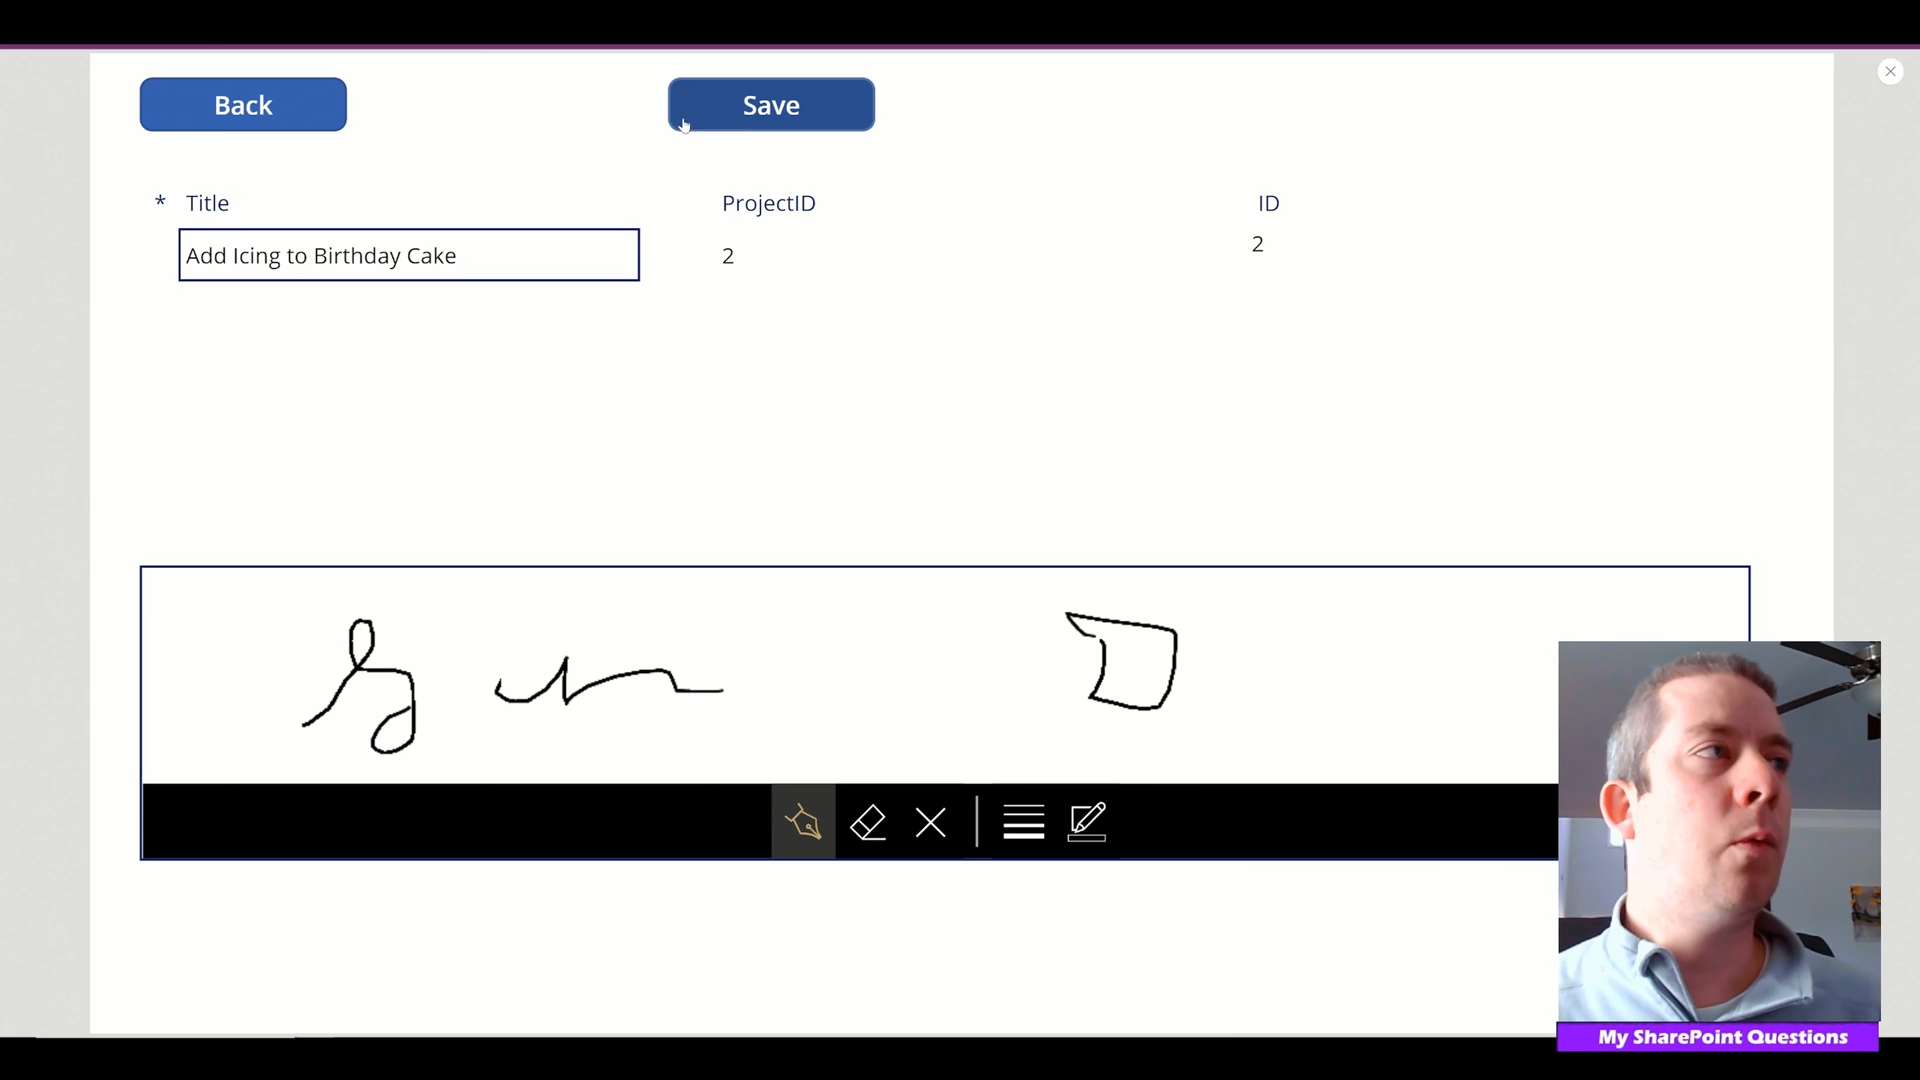 Back Save
* Title ProjectID ID
Add Icing to Birthday Cake 2 2
My SharePoint Questions